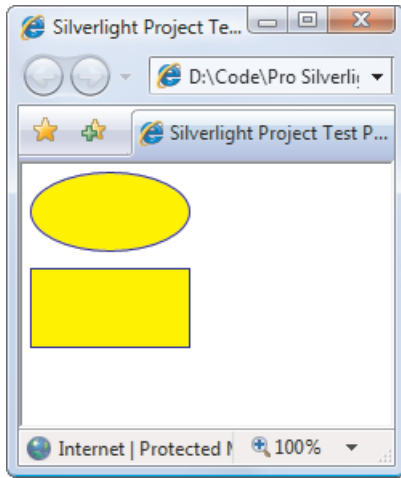 Silverlight Project Te...
D:\Code\Pro Silverli
Silverlight Project Test P...
Internet | Protected
100%